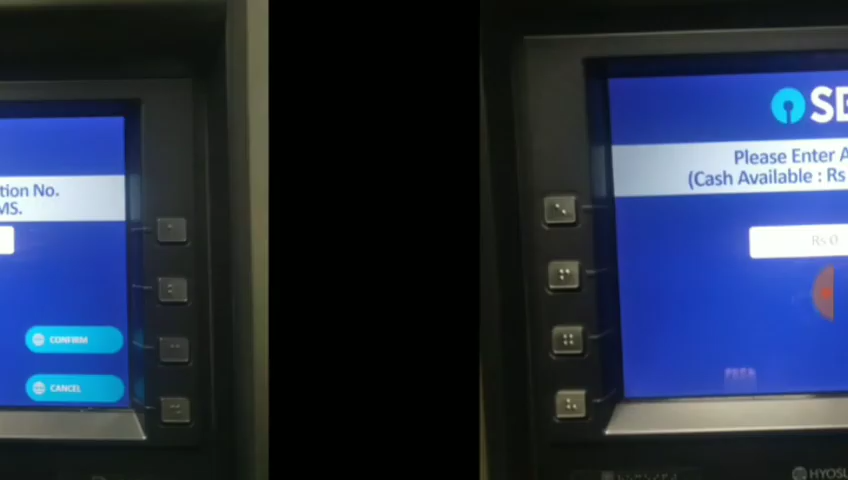 tion No.
MS.
CONFIRM
CANCEL
SB
Please Enter A
(Cash Available : Rs
Rs 0
HYOSU